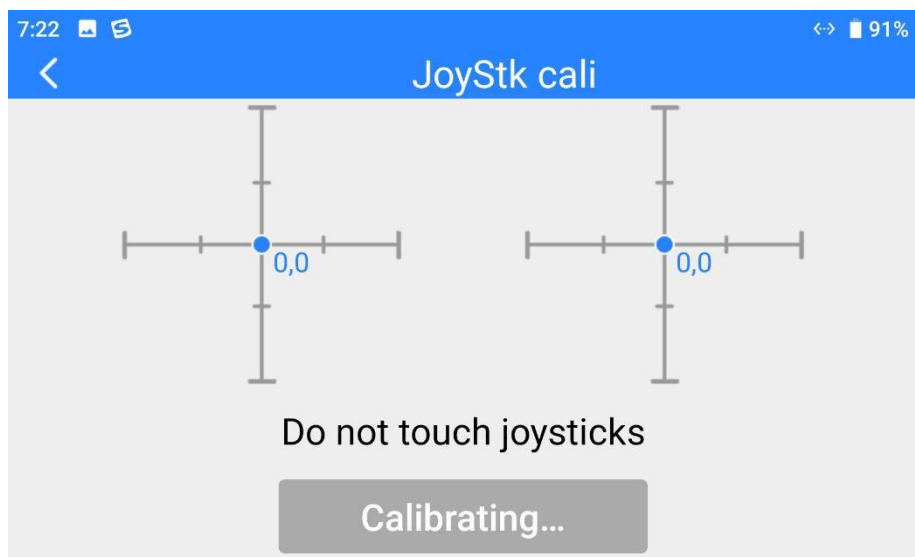 7:22 91%
JoyStk cali
0,0 0,0
Do not touch joysticks
Calibrating...